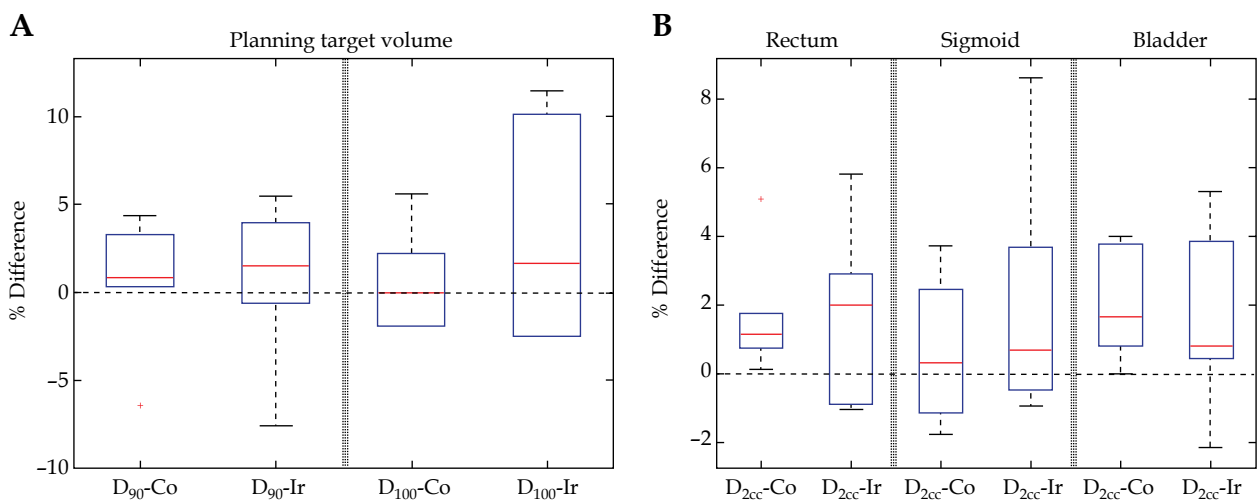 A
Planning target volume
% Difference
10
5
0
–5
–10
D90-Co D90-Ir D100-Co D100-Ir
B
Rectum Sigmoid Bladder
% Difference
8
6
4
2
0
–2
D2cc-Co D2cc-Ir D2cc-Co D2cc-Ir D2cc-Co D2cc-Ir